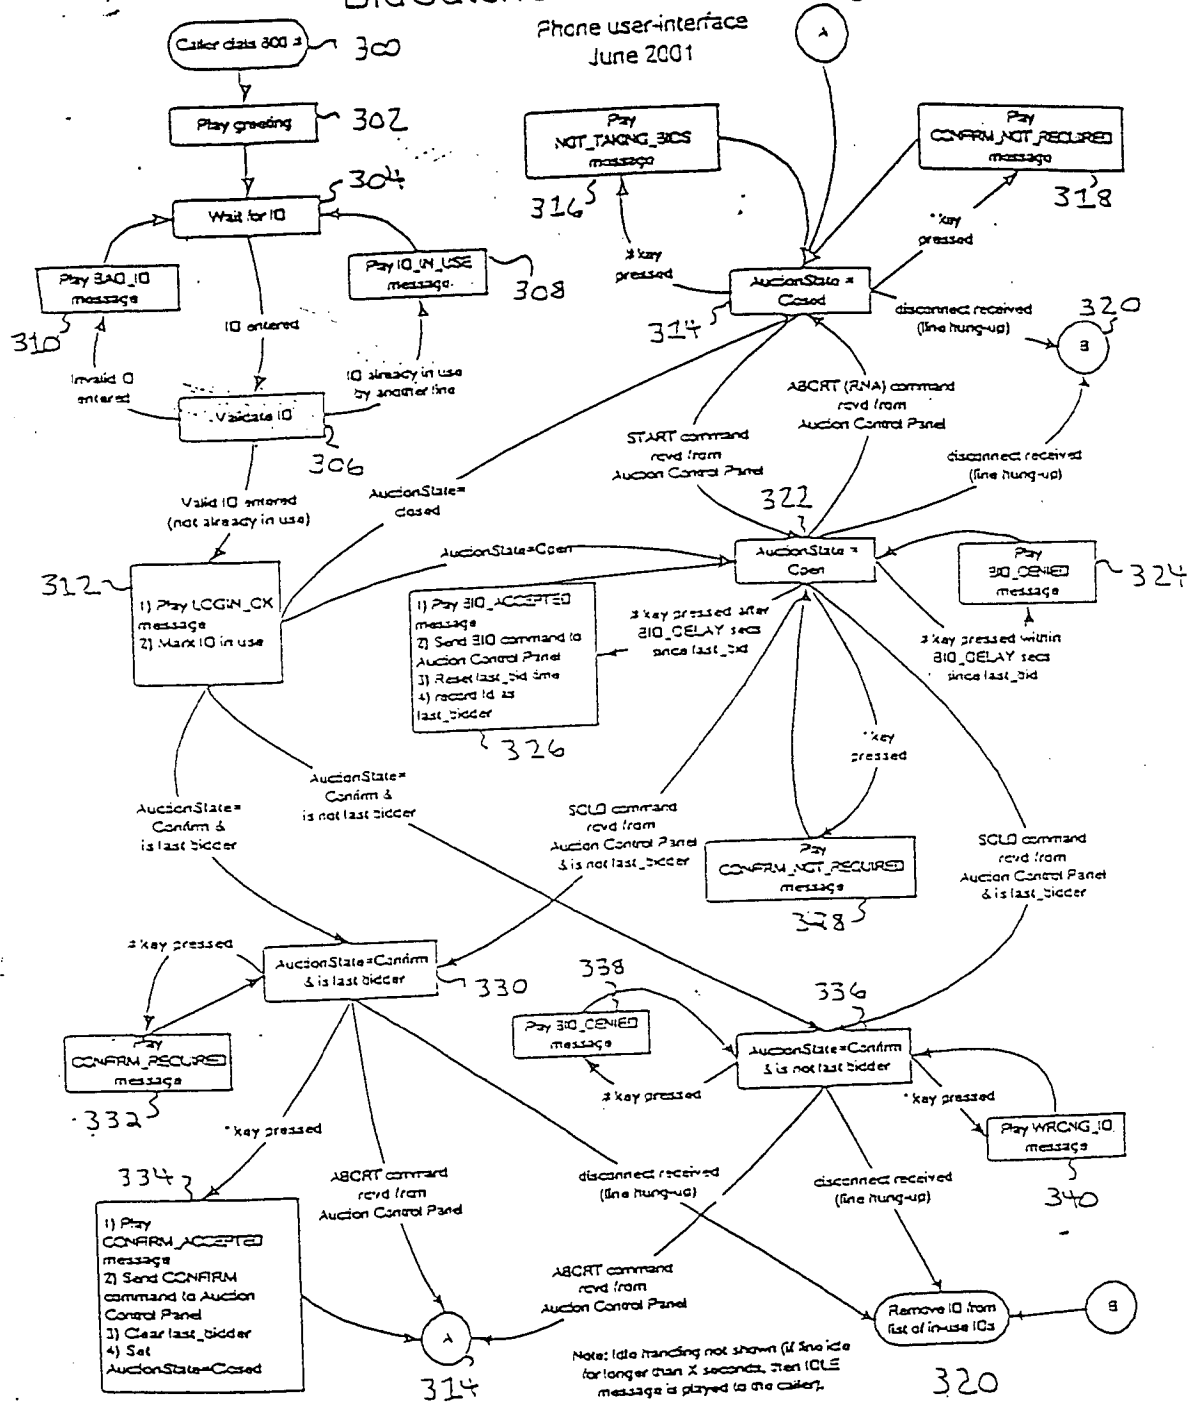 Phone user-interface
June 2001
A
Caller dials 800 #
300
Play greeting
302
304
Wait for ID
Play BAD_ID
message
310
Play ID_IN_USE
message.
308
ID entered
Invalid ID
entered
ID already in use
by another line
Validate ID
306
Valid ID entered
(not already in use)
AuctionState=
closed
Play
NOT_TAKING_BIDS
message
316
Play
CONFIRM_NOT_REQUIRED
message
318
# key
pressed
* key
pressed
AuctionState =
Closed
314
disconnect received
(line hung-up)
320
B
ABORT (RNA) command
rcvd from
Auction Control Panel
START command
rcvd from
Auction Control Panel
disconnect received
(line hung-up)
322
AuctionState=Open
AuctionState =
Open
Play
BID_DENIED
message
324
312
1) Play LOGIN_OK
message
2) Mark ID in use
1) Play BID_ACCEPTED
message
2) Send BID command to
Auction Control Panel
3) Reset last_bid time
4) record id as
last_bidder
326
# key pressed after
BID_DELAY secs
since last_bid
# key pressed within
BID_DELAY secs
since last_bid
* key
pressed
AuctionState=
Confirm &
is not last bidder
AuctionState=
Confirm &
is last bidder
SOLD command
rcvd from
Auction Control Panel
& is not last_bidder
Play
CONFIRM_NOT_REQUIRED
message
328
SOLD command
rcvd from
Auction Control Panel
& is last_bidder
# key pressed
AuctionState=Confirm
& is last bidder
330
338
Play BID_DENIED
message
336
AuctionState=Confirm
& is not last bidder
Play
CONFIRM_REQUIRED
message
332
# key pressed
* key pressed
Play WRONG_ID
message
340
* key pressed
334
ABORT command
rcvd from
Auction Control Panel
disconnect received
(line hung-up)
disconnect received
(line hung-up)
1) Play
CONFIRM_ACCEPTED
message
2) Send CONFIRM
command to Auction
Control Panel
3) Clear last_bidder
4) Set
AuctionState=Closed
ABORT command
rcvd from
Auction Control Panel
A
314
Remove ID from
list of in-use IDs
320
B
Note: Idle handling not shown (if line idle
for longer than X seconds, then IDLE
message is played to the caller).